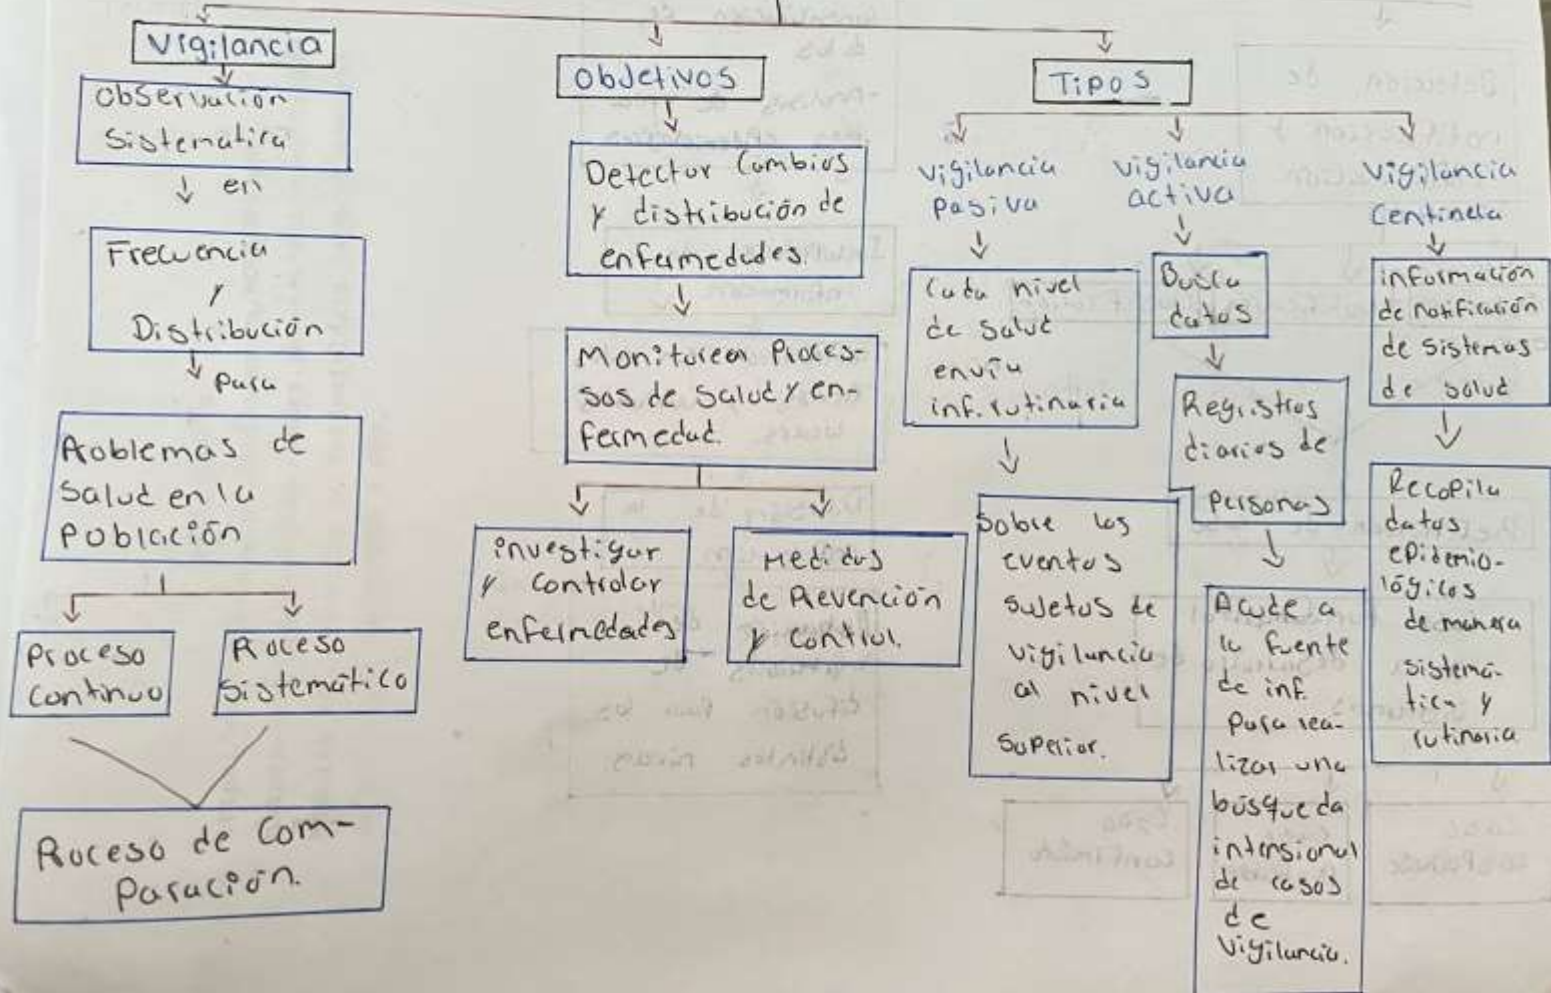 Vigilancia
Observación
Sistematica
en
Frecuencia
y
Distribución
para
Problemas de
Salud en la
Población
Proceso
Continuo
Proceso
Sistemático
Proceso de Com-
paración.
Objetivos
Detectar Cambios
y distribución de
enfermedades.
Monitorear Proces-
sos de Salud y en-
fermedad.
investigar
y controlar
enfermedades
Medidas
de Prevención
y Control.
Tipos
Vigilancia
Pasiva
Cada nivel
de Salud
envía
inf. rutinaria
Sobre los
eventos
sujetos de
vigilancia
al nivel
Superior.
Vigilancia
activa
Busca
datos
Registros
diarios de
Personas
Acude a
la fuente
de inf.
Para rea-
lizar una
búsqueda
intensional
de casos
de
Vigilancia.
Vigilancia
Centinela
información
de notificación
de Sistemas
de salud
Recopila
datos
epidemio-
lógicos
de manera
sistemá-
tica y
rutinaria